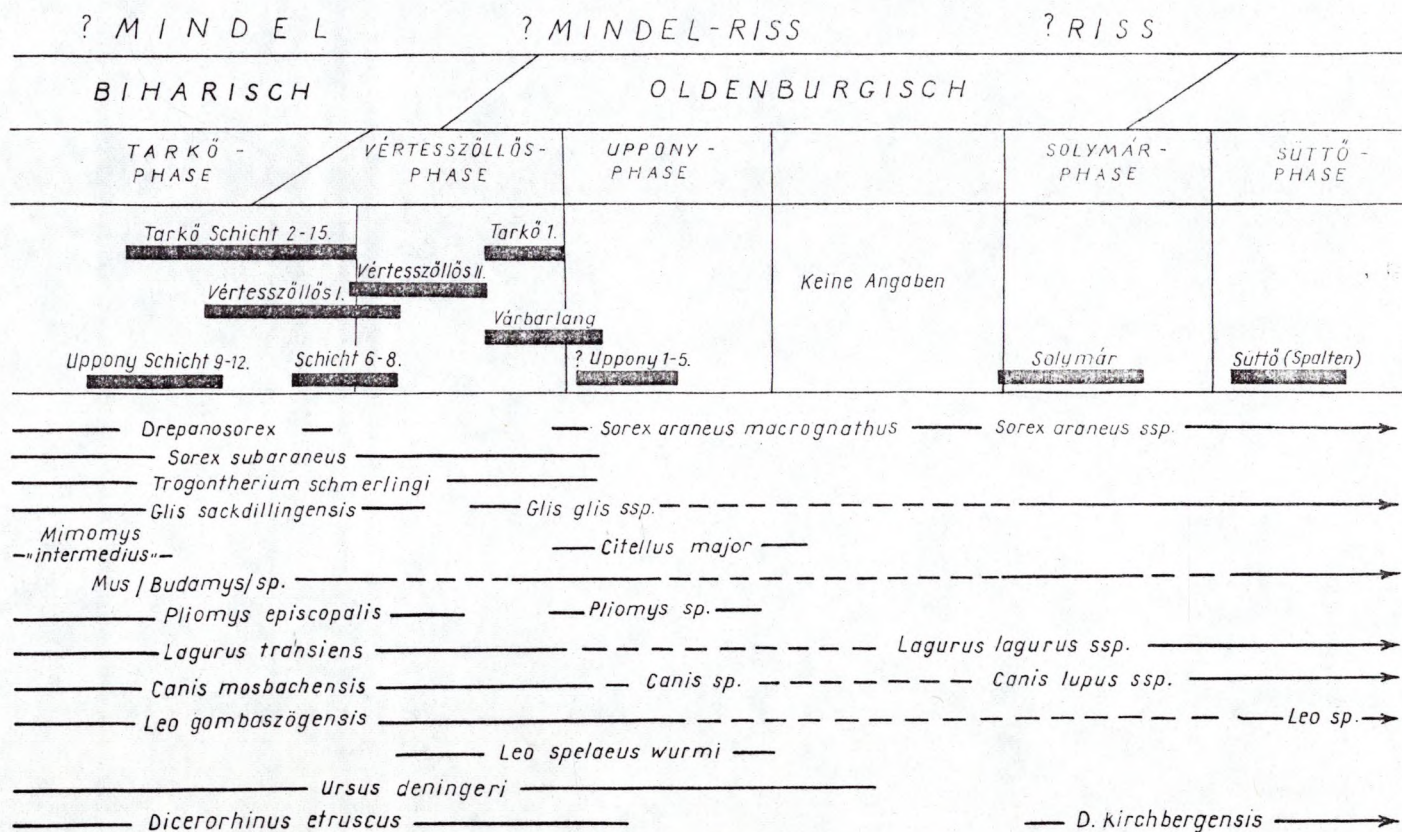 ? MINDEL ? MINDEL-RISS ? RISS
BIHARISCH OLDENBURGISCH
TARKŐ - PHASE
VÉRTESSZŐLLŐS- PHASE
UPPONY - PHASE
SOLYMÁR- PHASE
SÜTTŐ - PHASE
Tarkő Schicht 2-15. Tarkő 1.
Vértesszőllős II.
Vértesszőllős I.
Keine Angaben
Várbarlang
Uppony Schicht 9-12. Schicht 6-8. ? Uppony 1-5. Solymár Süttő (Spalten)
Drepanosorex Sorex araneus macrognathus Sorex araneus ssp.
Sorex subaraneus
Trogontherium schmerlingi
Glis sackdillingensis Glis glis ssp.
Mimomys
"intermedius" Citellus major
Mus / Budamys / sp.
Pliomys episcopalis Pliomys sp.
Lagurus transiens Lagurus lagurus ssp.
Canis mosbachensis Canis sp. Canis lupus ssp.
Leo gombaszögensis Leo sp.
Leo spelaeus wurmi
Ursus deningeri
Dicerorhinus etruscus D. Kirchbergensis